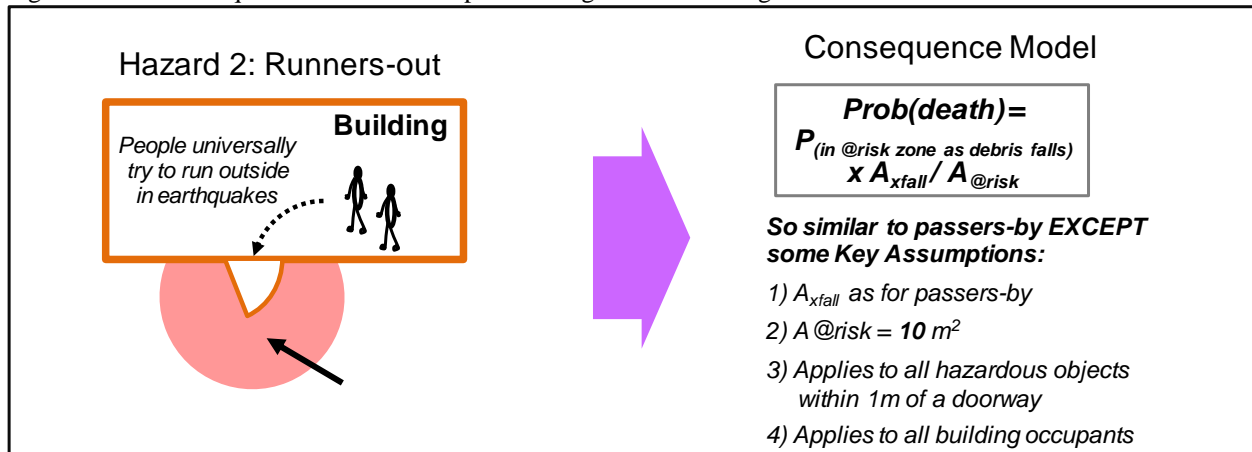 Hazard 2: Runners-out
Building
People universally
try to run outside
in earthquakes
Consequence Model
Prob(death)=
P(in @risk zone as debris falls)
x Axfall / A@risk
So similar to passers-by EXCEPT
some Key Assumptions:
1) Axfall as for passers-by
2) A@risk = 10 m²
3) Applies to all hazardous objects
within 1m of a doorway
4) Applies to all building occupants